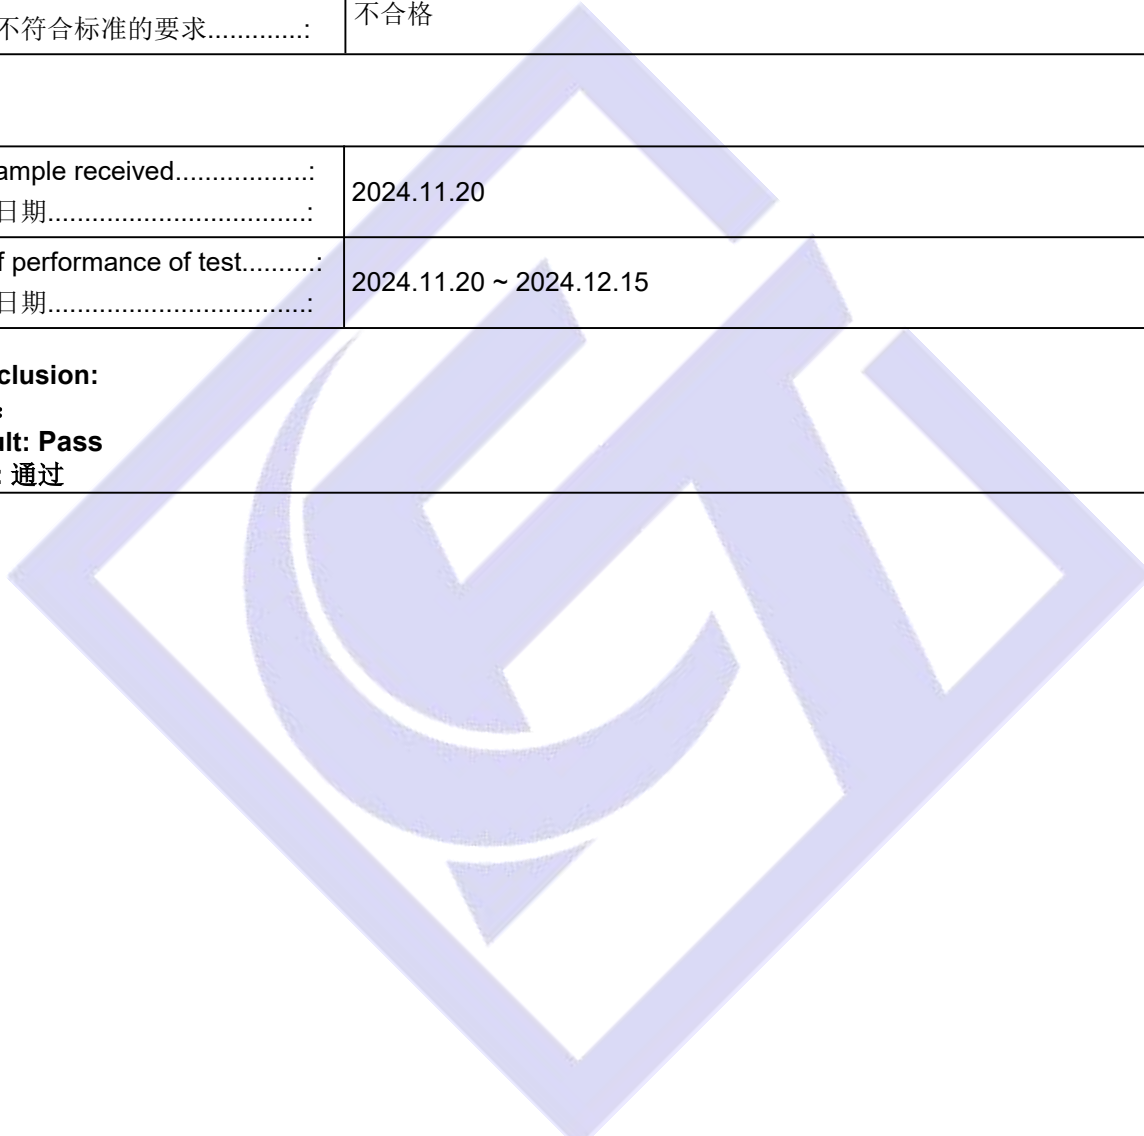 不符合标准的要求.............:
不合格
ample received..................:
日期...................................:
2024.11.20
f performance of test..........:
日期...................................:
2024.11.20 ~ 2024.12.15
clusion:
:
ult: Pass
: 通过